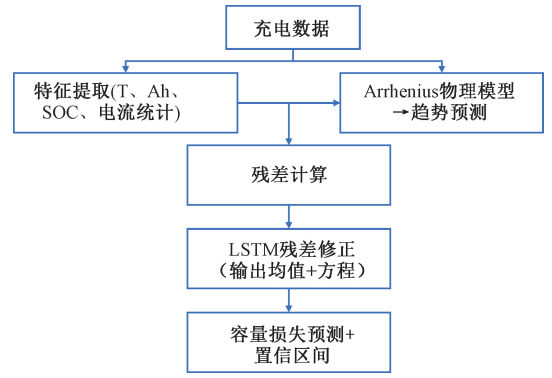 充电数据
特征提取(T、Ah、
SOC、电流统计)
Arrhenius物理模型
→趋势预测
残差计算
LSTM残差修正
（输出均值+方程）
容量损失预测+
置信区间